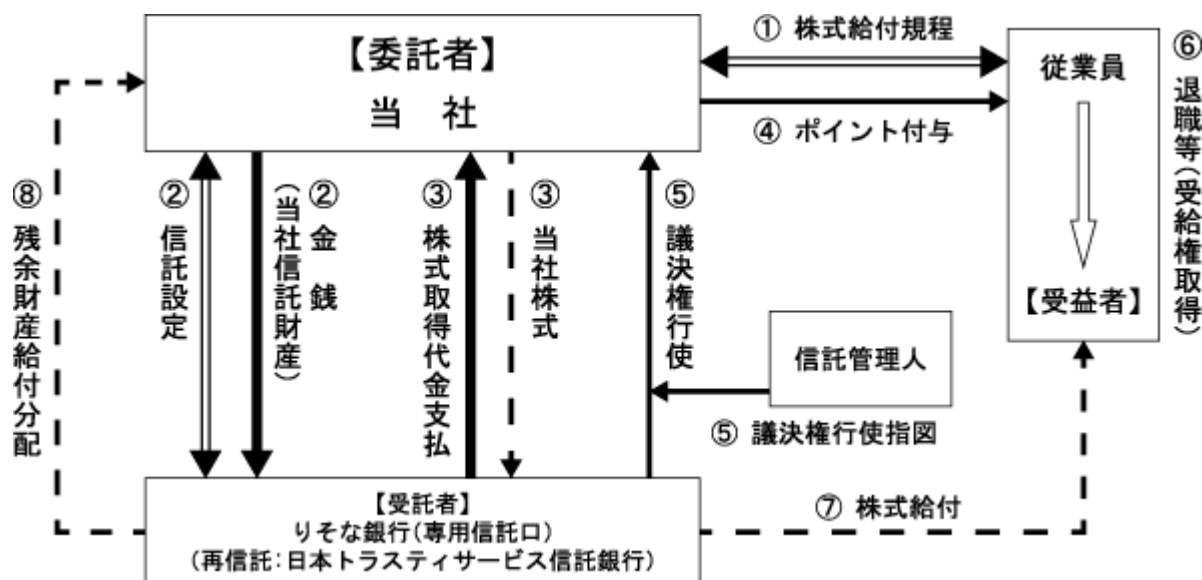 【委託者】
当 社
① 株式給付規程
④ ポイント付与
従業員
【受益者】
⑥ 退職等(受給権取得)
⑧ 残余財産給付分配
② 信託設定
② 金 銭
(当社信託財産)
③ 株式取得代金支払
③ 当社株式
⑤ 議決権行使
信託管理人
⑤ 議決権行使指図
⑦ 株式給付
【受託者】
りそな銀行(専用信託口)
(再信託:日本トラスティサービス信託銀行)